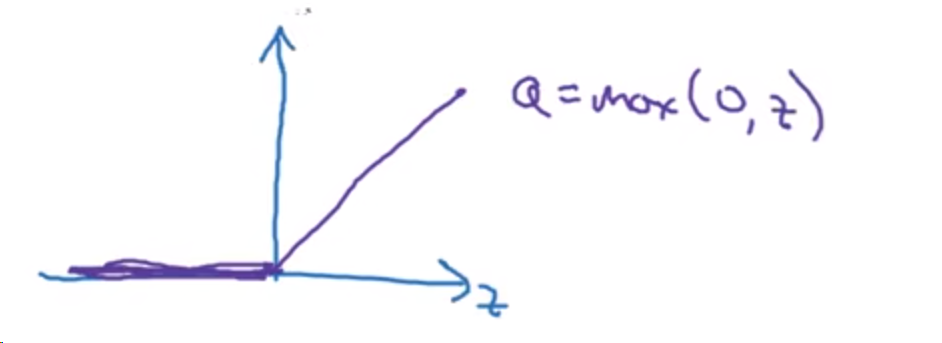 a = max(0, z)
z